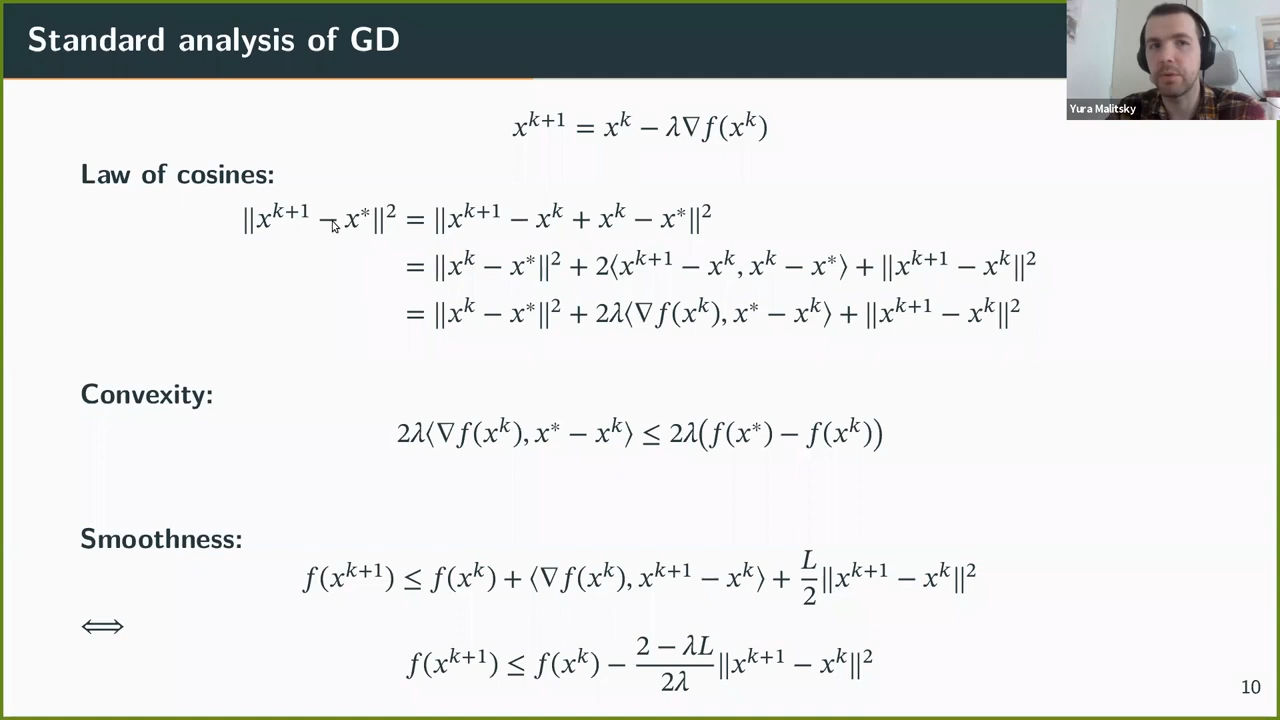 Standard analysis of GD
Yura Malitsky
x^{k+1} = x^k − λ∇f(x^k)
Law of cosines:
‖x^{k+1} − x^*‖^2 = ‖x^{k+1} − x^k + x^k − x^*‖^2
= ‖x^k − x^*‖^2 + 2⟨x^{k+1} − x^k, x^k − x^*⟩ + ‖x^{k+1} − x^k‖^2
= ‖x^k − x^*‖^2 + 2λ⟨∇f(x^k), x^* − x^k⟩ + ‖x^{k+1} − x^k‖^2
Convexity:
2λ⟨∇f(x^k), x^* − x^k⟩ ≤ 2λ(f(x^*) − f(x^k))
Smoothness:
f(x^{k+1}) ≤ f(x^k) + ⟨∇f(x^k), x^{k+1} − x^k⟩ + \frac{L}{2}‖x^{k+1} − x^k‖^2
⟺
f(x^{k+1}) ≤ f(x^k) − \frac{2 − λL}{2λ}‖x^{k+1} − x^k‖^2
10